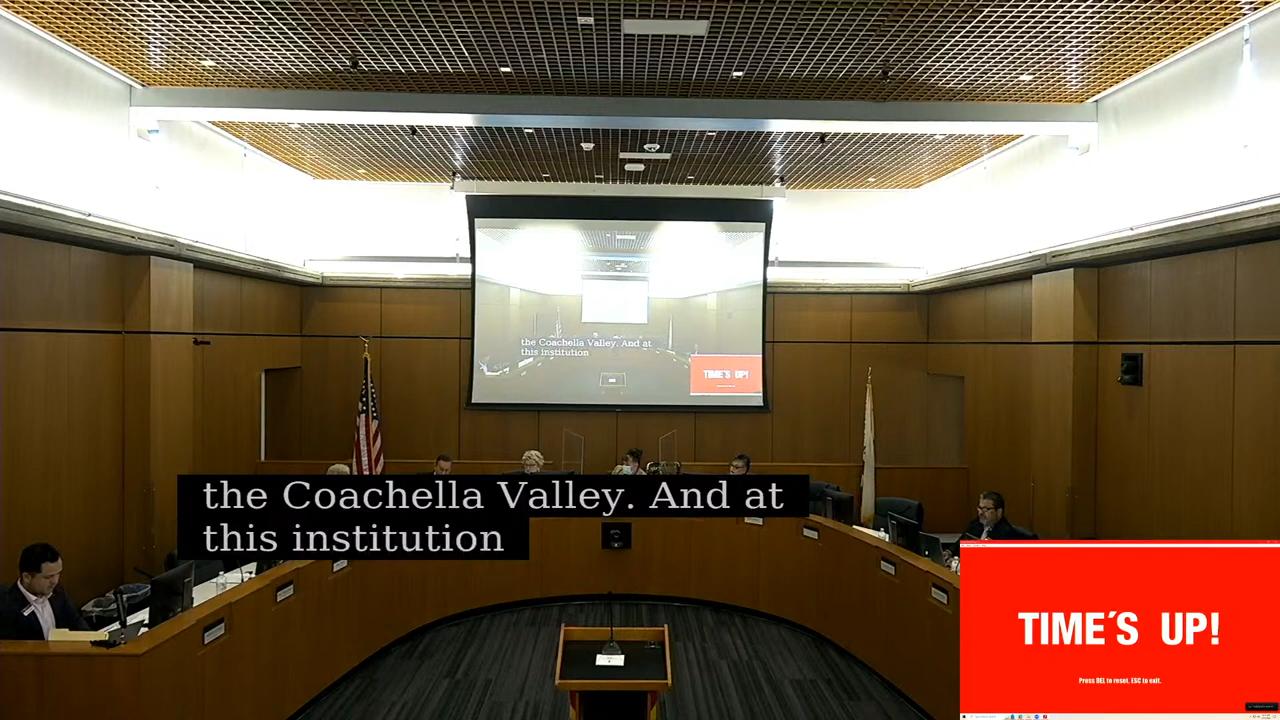 the Coachella Valley. And at
this institution
TIME'S UP!
the Coachella Valley. And at
this institution
TIME´S UP!
Press DEL to reset, ESC to exit.